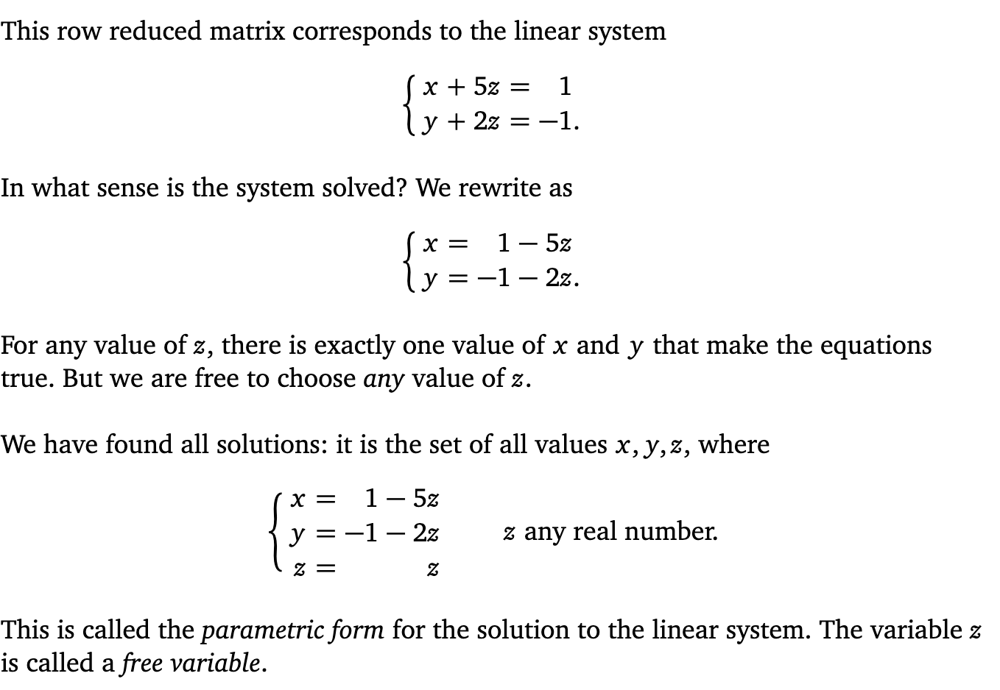 This row reduced matrix corresponds to the linear system
x + 5z = 1
y + 2z = −1.
In what sense is the system solved? We rewrite as
x = 1 − 5z
y = −1 − 2z.
For any value of z, there is exactly one value of x and y that make the equations
true. But we are free to choose any value of z.
We have found all solutions: it is the set of all values x, y, z, where
x = 1 − 5z
y = −1 − 2z z any real number.
z = z
This is called the parametric form for the solution to the linear system. The variable z
is called a free variable.